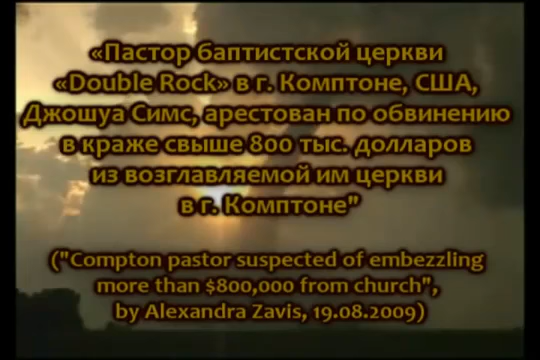 «Пастор баптистской церкви
«Double Rock» в г. Комптоне, США,
Джошуа Симс, арестован по обвинению
в краже свыше 800 тыс. долларов
из возглавляемой им церкви
в г. Комптоне"
("Compton pastor suspected of embezzling
more than $800,000 from church",
by Alexandra Zavis, 19.08.2009)